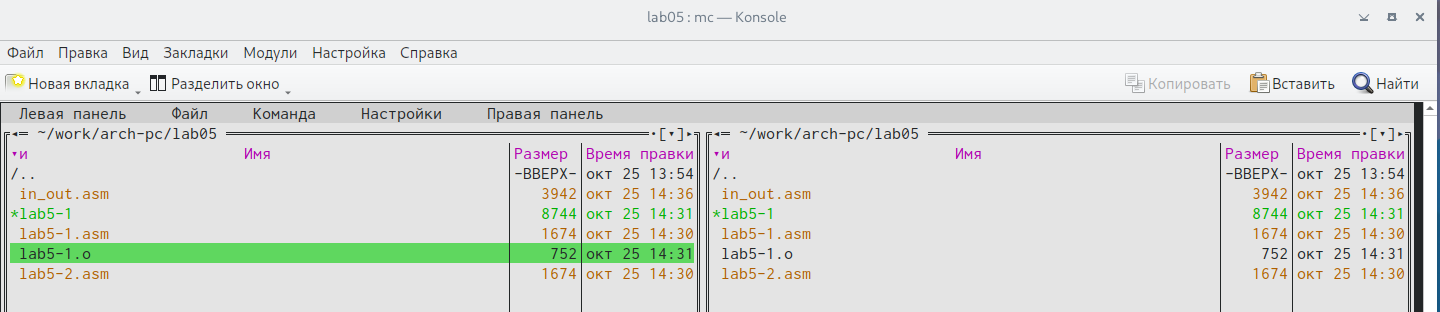 lab05 : mc — Konsole
Файл Правка Вид Закладки Модули Настройка Справка
Новая вкладка Разделить окно Копировать Вставить Найти
Левая панель Файл Команда Настройки Правая панель
~/work/arch-pc/lab05 .[▾]▸ ~/work/arch-pc/lab05 .[▾]▸
▾и Имя Размер Время правки ▾и Имя Размер Время правки
/.. -ВВЕРХ- окт 25 13:54 /.. -ВВЕРХ- окт 25 13:54
in_out.asm 3942 окт 25 14:36 in_out.asm 3942 окт 25 14:36
*lab5-1 8744 окт 25 14:31 *lab5-1 8744 окт 25 14:31
lab5-1.asm 1674 окт 25 14:30 lab5-1.asm 1674 окт 25 14:30
lab5-1.o 752 окт 25 14:31 lab5-1.o 752 окт 25 14:31
lab5-2.asm 1674 окт 25 14:30 lab5-2.asm 1674 окт 25 14:30